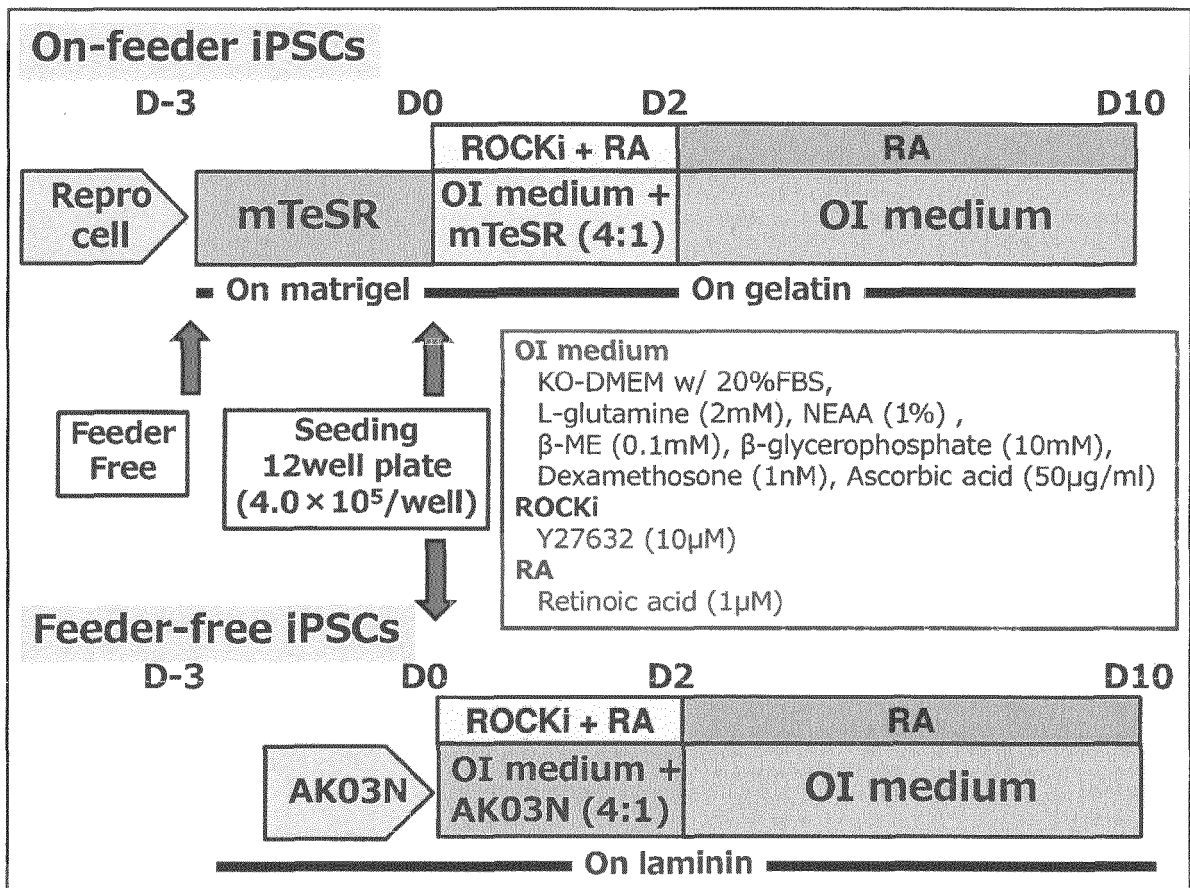 On-feeder iPSCs
D-3 D0 D2 D10
ROCKi + RA RA
Repro
cell
mTeSR
OI medium +
mTeSR (4:1)
OI medium
On matrigel On gelatin
Feeder
Free
Seeding
12well plate
(4.0 × 10⁵/well)
OI medium
KO-DMEM w/ 20%FBS,
L-glutamine (2mM), NEAA (1%) ,
β-ME (0.1mM), β-glycerophosphate (10mM),
Dexamethosone (1nM), Ascorbic acid (50µg/ml)
ROCKi
Y27632 (10µM)
RA
Retinoic acid (1µM)
Feeder-free iPSCs
D-3 D0 D2 D10
ROCKi + RA RA
AK03N
OI medium +
AK03N (4:1)
OI medium
On laminin